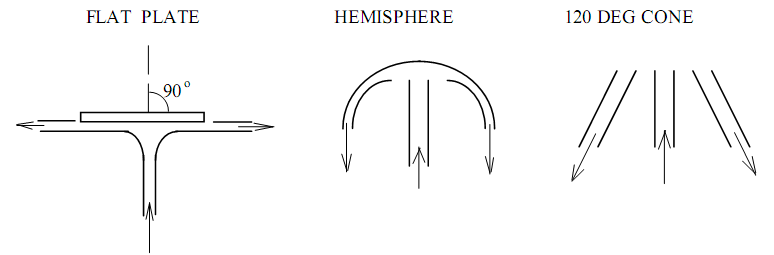 FLAT PLATE
HEMISPHERE
120 DEG CONE
90°